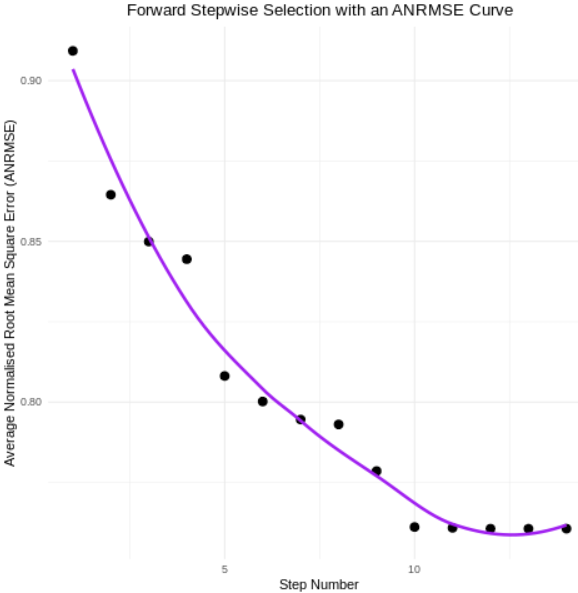 Forward Stepwise Selection with an ANRMSE Curve
Average Normalised Root Mean Square Error (ANRMSE)
0.90
0.85
0.80
5
10
Step Number